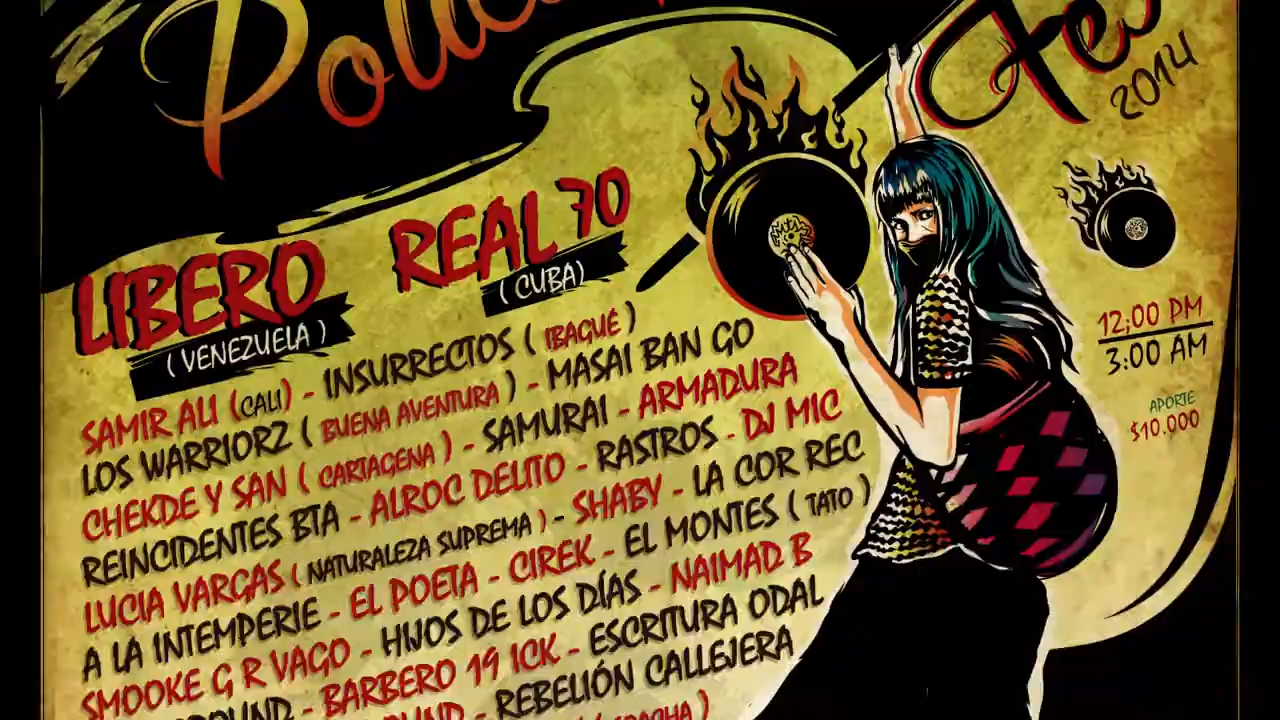 Fest
2014
LIBERO
( VENEZUELA )
REAL 70
( CUBA )
SAMIR ALI (CALI) - INSURRECTOS ( IBAGUÉ )
LOS WARRIORZ ( BUENA AVENTURA ) - MASAI BAN GO
CHEKDE Y SAN ( CARTAGENA ) - SAMURAI - ARMADURA
REINCIDENTES BTA - ALROC DELITO - RASTROS - DJ MIC
LUCIA VARGAS ( NATURALEZA SUPREMA ) - SHABY - LA COR REC
A LA INTEMPERIE - EL POETA - CIREK - EL MONTES ( TATO )
SMOOKE G R VAGO - HIJOS DE LOS DÍAS - NAIMAD B
BARBERO 19 ICK - ESCRITURA ODAL
REBELIÓN CALLEJERA
12;00 PM
3:00 AM
APORTE
$10.000